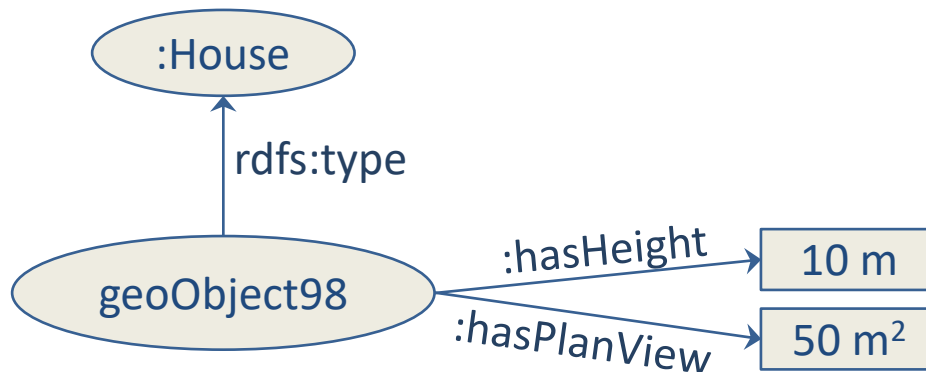 :House
rdfs:type
geoObject98
:hasHeight
10 m
:hasPlanView
50 m²